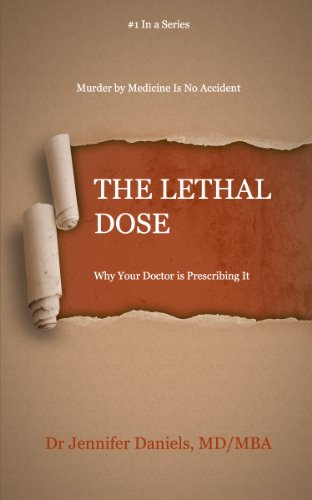 #1 In a Series
Murder by Medicine Is No Accident
THE LETHAL
DOSE
Why Your Doctor is Prescribing It
Dr Jennifer Daniels, MD/MBA